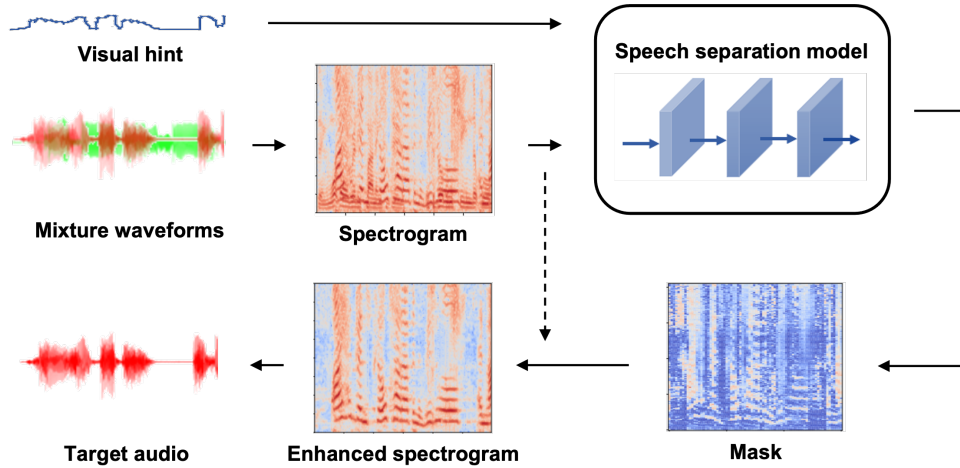 Visual hint
Speech separation model
Mixture waveforms
Spectrogram
Target audio
Enhanced spectrogram
Mask